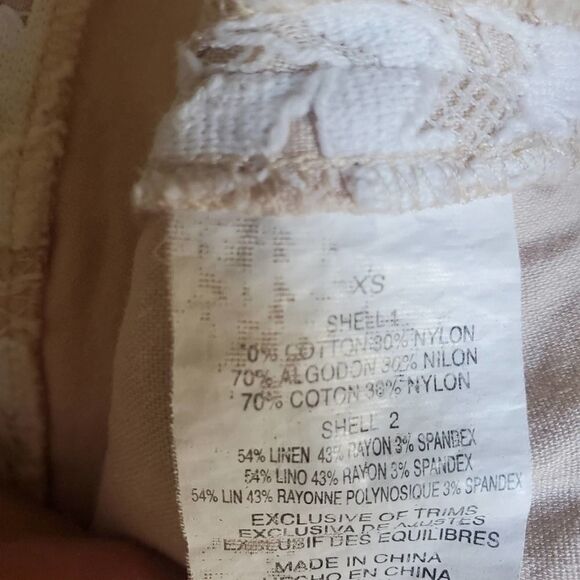 XS
SHELL 1
0% COTTON 30% NYLON
70% ALGODON 30% NILON
70% COTON 30% NYLON
SHELL 2
54% LINEN 43% RAYON 3% SPANDEX
54% LINO 43% RAYON 3% SPANDEX
54% LIN 43% RAYONNE POLYNOSIQUE 3% SPANDEX
EXCLUSIVE OF TRIMS
EXCLUSIVA DE AJUSTES
EXCLUSIF DES EQUILIBRES
MADE IN CHINA
ECHO EN CHINA